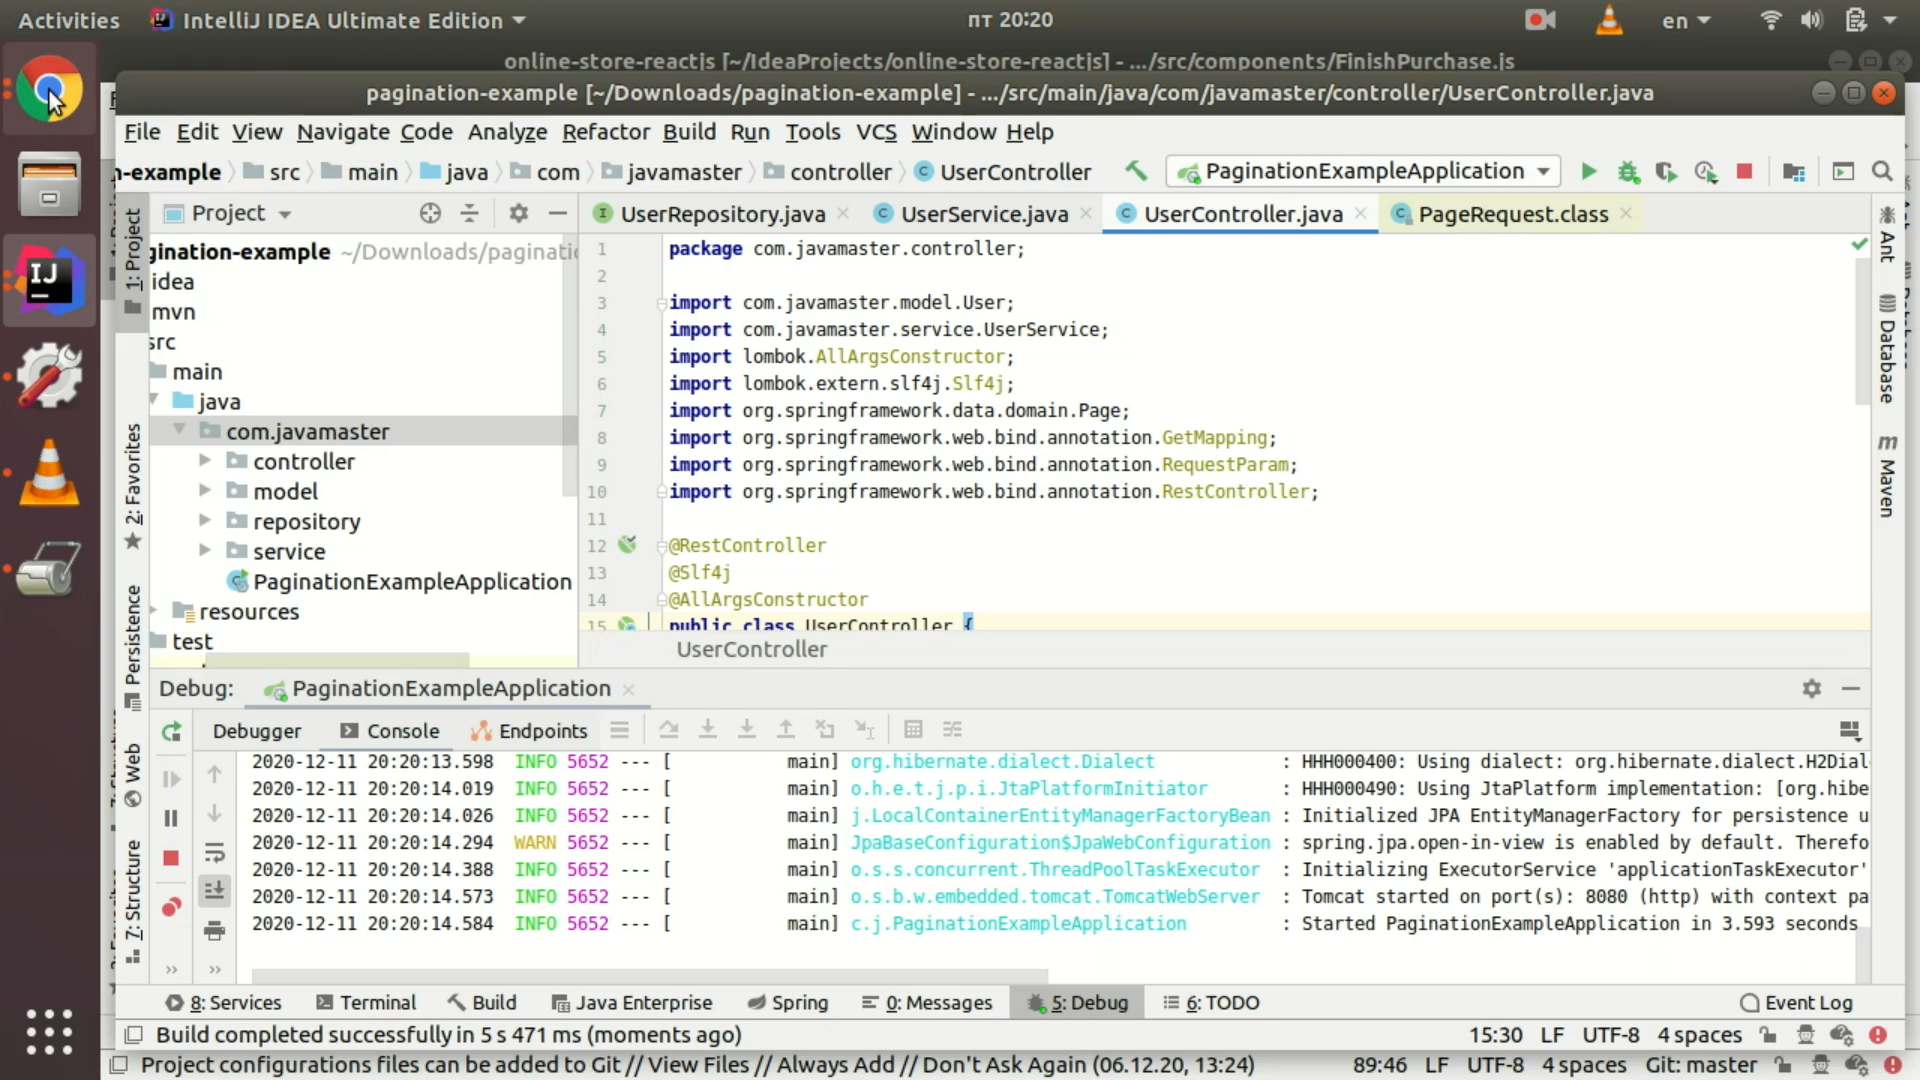 Activities IntelliJ IDEA Ultimate Edition пт 20:20 en
online-store-reactjs [~/IdeaProjects/online-store-reactjs] - .../src/components/FinishPurchase.js
pagination-example [~/Downloads/pagination-example] - .../src/main/java/com/javamaster/controller/UserController.java
File Edit View Navigate Code Analyze Refactor Build Run Tools VCS Window Help
n-example src main java com javamaster controller UserController PaginationExampleApplication
1: Project
Project
UserRepository.java UserService.java UserController.java PageRequest.class
gination-example ~/Downloads/paginati
idea
mvn
src
main
java
com.javamaster
controller
model
repository
service
PaginationExampleApplication
resources
test
1 package com.javamaster.controller;
2
3 import com.javamaster.model.User;
4 import com.javamaster.service.UserService;
5 import lombok.AllArgsConstructor;
6 import lombok.extern.slf4j.Slf4j;
7 import org.springframework.data.domain.Page;
8 import org.springframework.web.bind.annotation.GetMapping;
9 import org.springframework.web.bind.annotation.RequestParam;
10 import org.springframework.web.bind.annotation.RestController;
11
12 @RestController
13 @Slf4j
14 @AllArgsConstructor
15 public class UserController {
UserController
Ant
Database
m Maven
2: Favorites
Persistence
Web
7: Structure
Debug: PaginationExampleApplication
Debugger Console Endpoints
2020-12-11 20:20:13.598 INFO 5652 --- [ main] org.hibernate.dialect.Dialect : HHH000400: Using dialect: org.hibernate.dialect.H2Dial
2020-12-11 20:20:14.019 INFO 5652 --- [ main] o.h.e.t.j.p.i.JtaPlatformInitiator : HHH000490: Using JtaPlatform implementation: [org.hibe
2020-12-11 20:20:14.026 INFO 5652 --- [ main] j.LocalContainerEntityManagerFactoryBean : Initialized JPA EntityManagerFactory for persistence u
2020-12-11 20:20:14.294 WARN 5652 --- [ main] JpaBaseConfiguration$JpaWebConfiguration : spring.jpa.open-in-view is enabled by default. Therefo
2020-12-11 20:20:14.388 INFO 5652 --- [ main] o.s.s.concurrent.ThreadPoolTaskExecutor : Initializing ExecutorService 'applicationTaskExecutor'
2020-12-11 20:20:14.573 INFO 5652 --- [ main] o.s.b.w.embedded.tomcat.TomcatWebServer : Tomcat started on port(s): 8080 (http) with context pa
2020-12-11 20:20:14.584 INFO 5652 --- [ main] c.j.PaginationExampleApplication : Started PaginationExampleApplication in 3.593 seconds
8: Services Terminal Build Java Enterprise Spring 0: Messages 5: Debug 6: TODO Event Log
Build completed successfully in 5 s 471 ms (moments ago) 15:30 LF UTF-8 4 spaces
Project configurations files can be added to Git // View Files // Always Add // Don't Ask Again (06.12.20, 13:24) 89:46 LF UTF-8 4 spaces Git: master